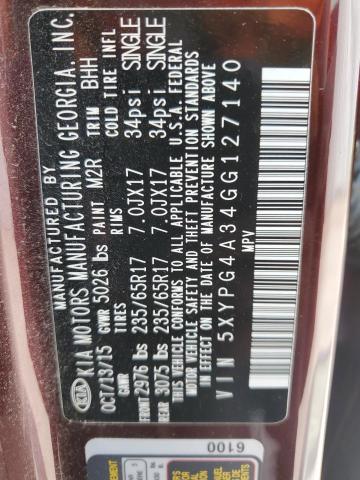 MANUFACTURED BY
KIA MOTORS MANUFACTURING GEORGIA, INC.
KIA
OCT/13/15 GVWR 5026 lbs PAINT M2R TRIM BHH
GAWR TIRES RIMS COLD TIRE INFL
FRONT 2976 lbs 235/65R17 7.0JX17 34psi SINGLE
REAR 3075 lbs 235/65R17 7.0JX17 34psi SINGLE
THIS VEHICLE CONFORMS TO ALL APPLICABLE U.S.A. FEDERAL
MOTOR VEHICLE SAFETY AND THEFT PREVENTION STANDARDS
IN EFFECT ON THE DATE OF MANUFACTURE SHOWN ABOVE
VIN 5XYPG4A34GG127140
MPV
6100